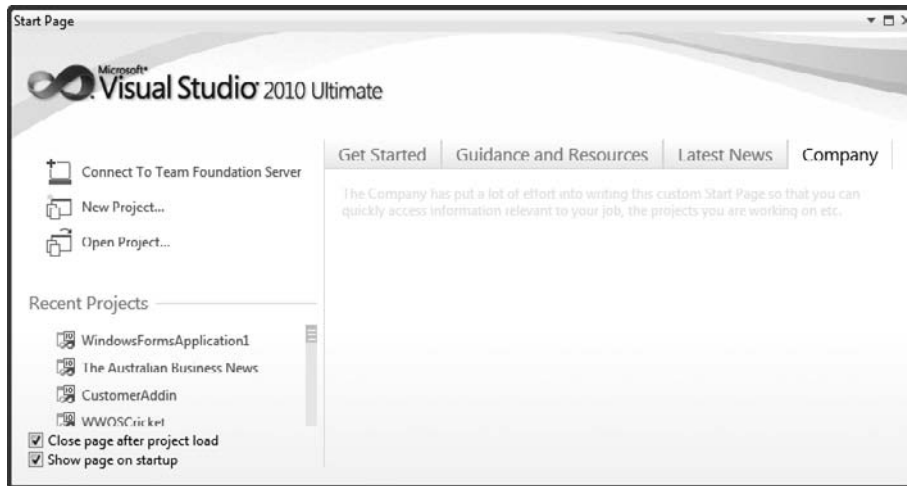 Start Page
Microsoft®
Visual Studio® 2010 Ultimate
Connect To Team Foundation Server
New Project...
Open Project...
Recent Projects
WindowsFormsApplication1
The Australian Business News
CustomerAddin
WWOSCricket
Close page after project load
Show page on startup
Get Started
Guidance and Resources
Latest News
Company
The Company has put a lot of effort into writing this custom Start Page so that you can
quickly access information relevant to your job, the projects you are working on etc.